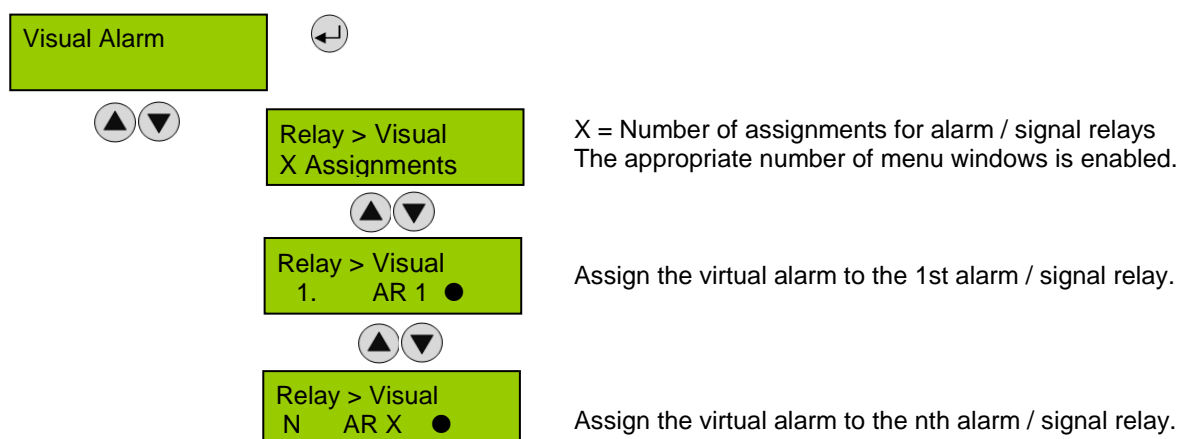 Visual Alarm
Relay > Visual
X Assignments
X = Number of assignments for alarm / signal relays
The appropriate number of menu windows is enabled.
Relay > Visual
1. AR 1 ●
Assign the virtual alarm to the 1st alarm / signal relay.
Relay > Visual
N AR X ●
Assign the virtual alarm to the nth alarm / signal relay.